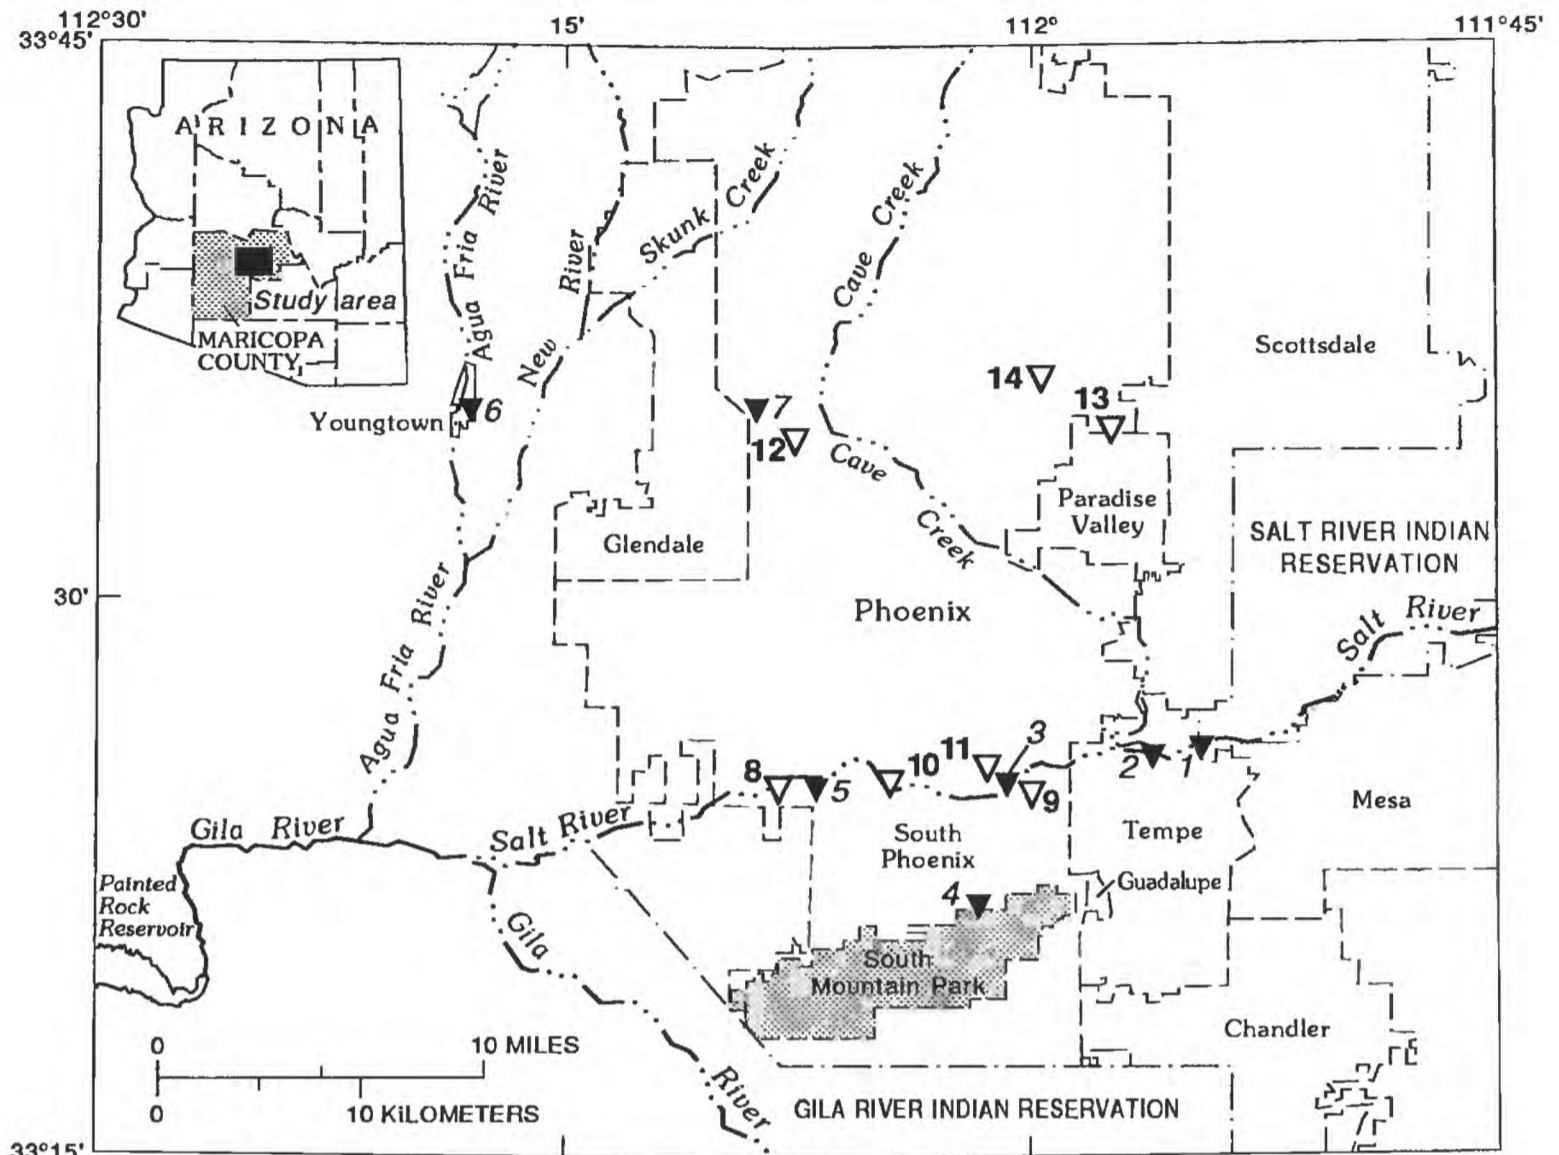 112°30'
15'
112°
111°45'
33°45'
ARIZONA
Study area
MARICOPA
COUNTY
Agua Fria River
New River
Skunk Creek
Cave Creek
Scottsdale
14
13
Youngtown
6
7
12
Cave Creek
Paradise
Valley
Glendale
SALT RIVER INDIAN
RESERVATION
30'
Phoenix
Salt River
Agua Fria River
8
5
10
11
3
9
2
1
Mesa
Gila River
Salt River
South
Phoenix
Tempe
Guadalupe
4
Painted
Rock
Reservoir
Gila River
South
Mountain Park
Chandler
0 10 MILES
0 10 KILOMETERS
GILA RIVER INDIAN RESERVATION
33°15'